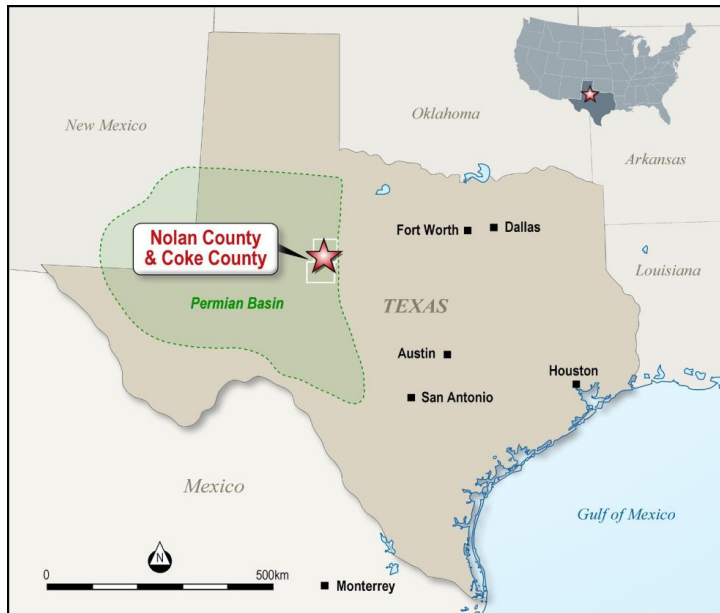 Oklahoma
New Mexico
Arkansas
Nolan County
& Coke County
Fort Worth
Dallas
Louisiana
Permian Basin
TEXAS
Austin
Houston
San Antonio
Mexico
Gulf of Mexico
N
0
500km
Monterrey